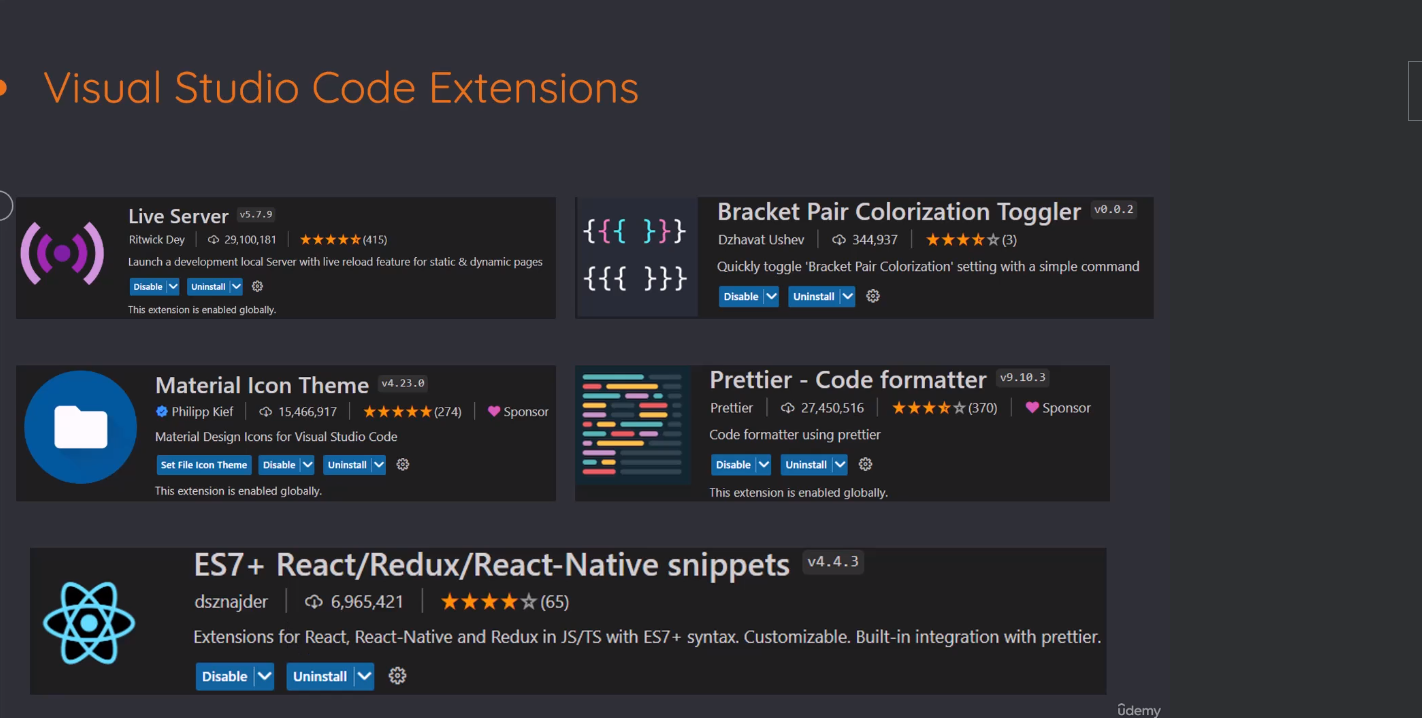 Visual Studio Code Extensions
Live Server v5.7.9
Ritwick Dey 29,100,181 (415)
Launch a development local Server with live reload feature for static & dynamic pages
Disable Uninstall
This extension is enabled globally.
Bracket Pair Colorization Toggler v0.0.2
Dzhavat Ushev 344,937 (3)
Quickly toggle 'Bracket Pair Colorization' setting with a simple command
Disable Uninstall
{{{ }}}
{{{ }}}
Material Icon Theme v4.23.0
Philipp Kief 15,466,917 (274) Sponsor
Material Design Icons for Visual Studio Code
Set File Icon Theme Disable Uninstall
This extension is enabled globally.
Prettier - Code formatter v9.10.3
Prettier 27,450,516 (370) Sponsor
Code formatter using prettier
Disable Uninstall
This extension is enabled globally.
ES7+ React/Redux/React-Native snippets v4.4.3
dsznajder 6,965,421 (65)
Extensions for React, React-Native and Redux in JS/TS with ES7+ syntax. Customizable. Built-in integration with prettier.
Disable Uninstall
ûdemy